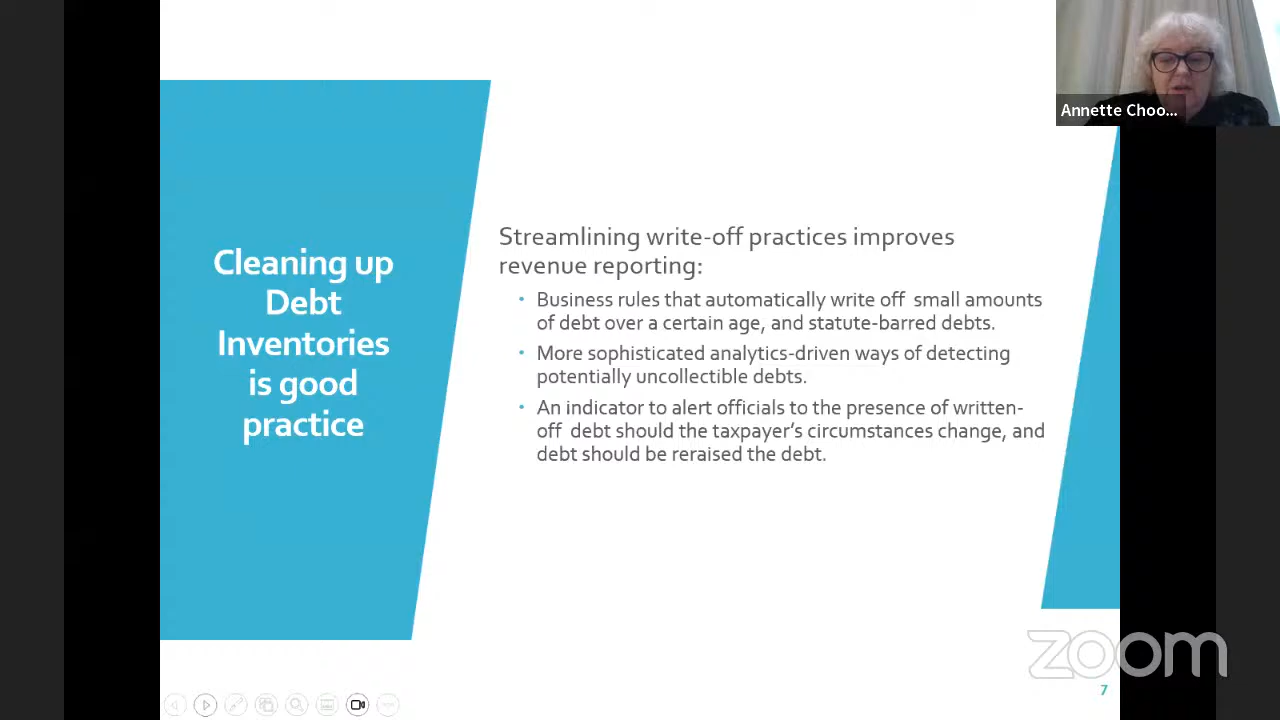 Annette Choo...
Cleaning up
Debt
Inventories
is good
practice
Streamlining write-off practices improves
revenue reporting:
• Business rules that automatically write off small amounts
of debt over a certain age, and statute-barred debts.
• More sophisticated analytics-driven ways of detecting
potentially uncollectible debts.
• An indicator to alert officials to the presence of written-
off debt should the taxpayer's circumstances change, and
debt should be reraised the debt.
zoom
7